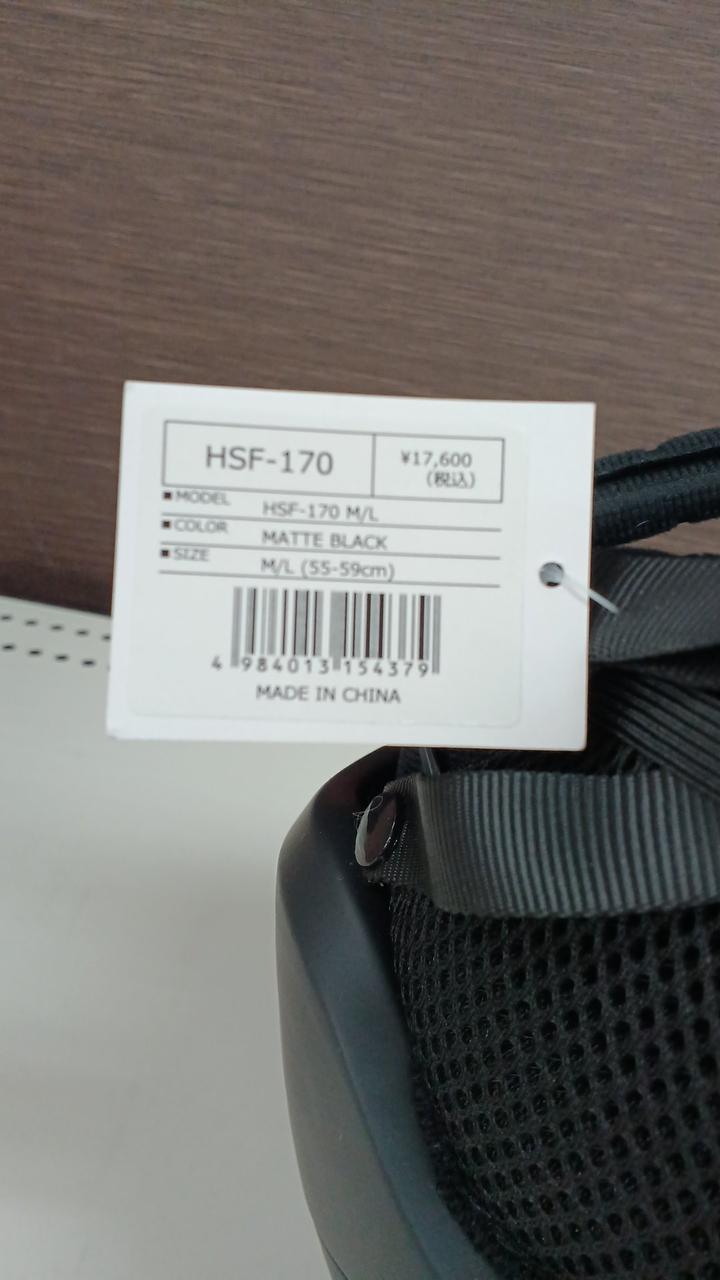 HSF-170
¥17,600
(税込)
■MODEL HSF-170 M/L
■COLOR MATTE BLACK
■SIZE M/L (55-59cm)
4 984013 154379
MADE IN CHINA